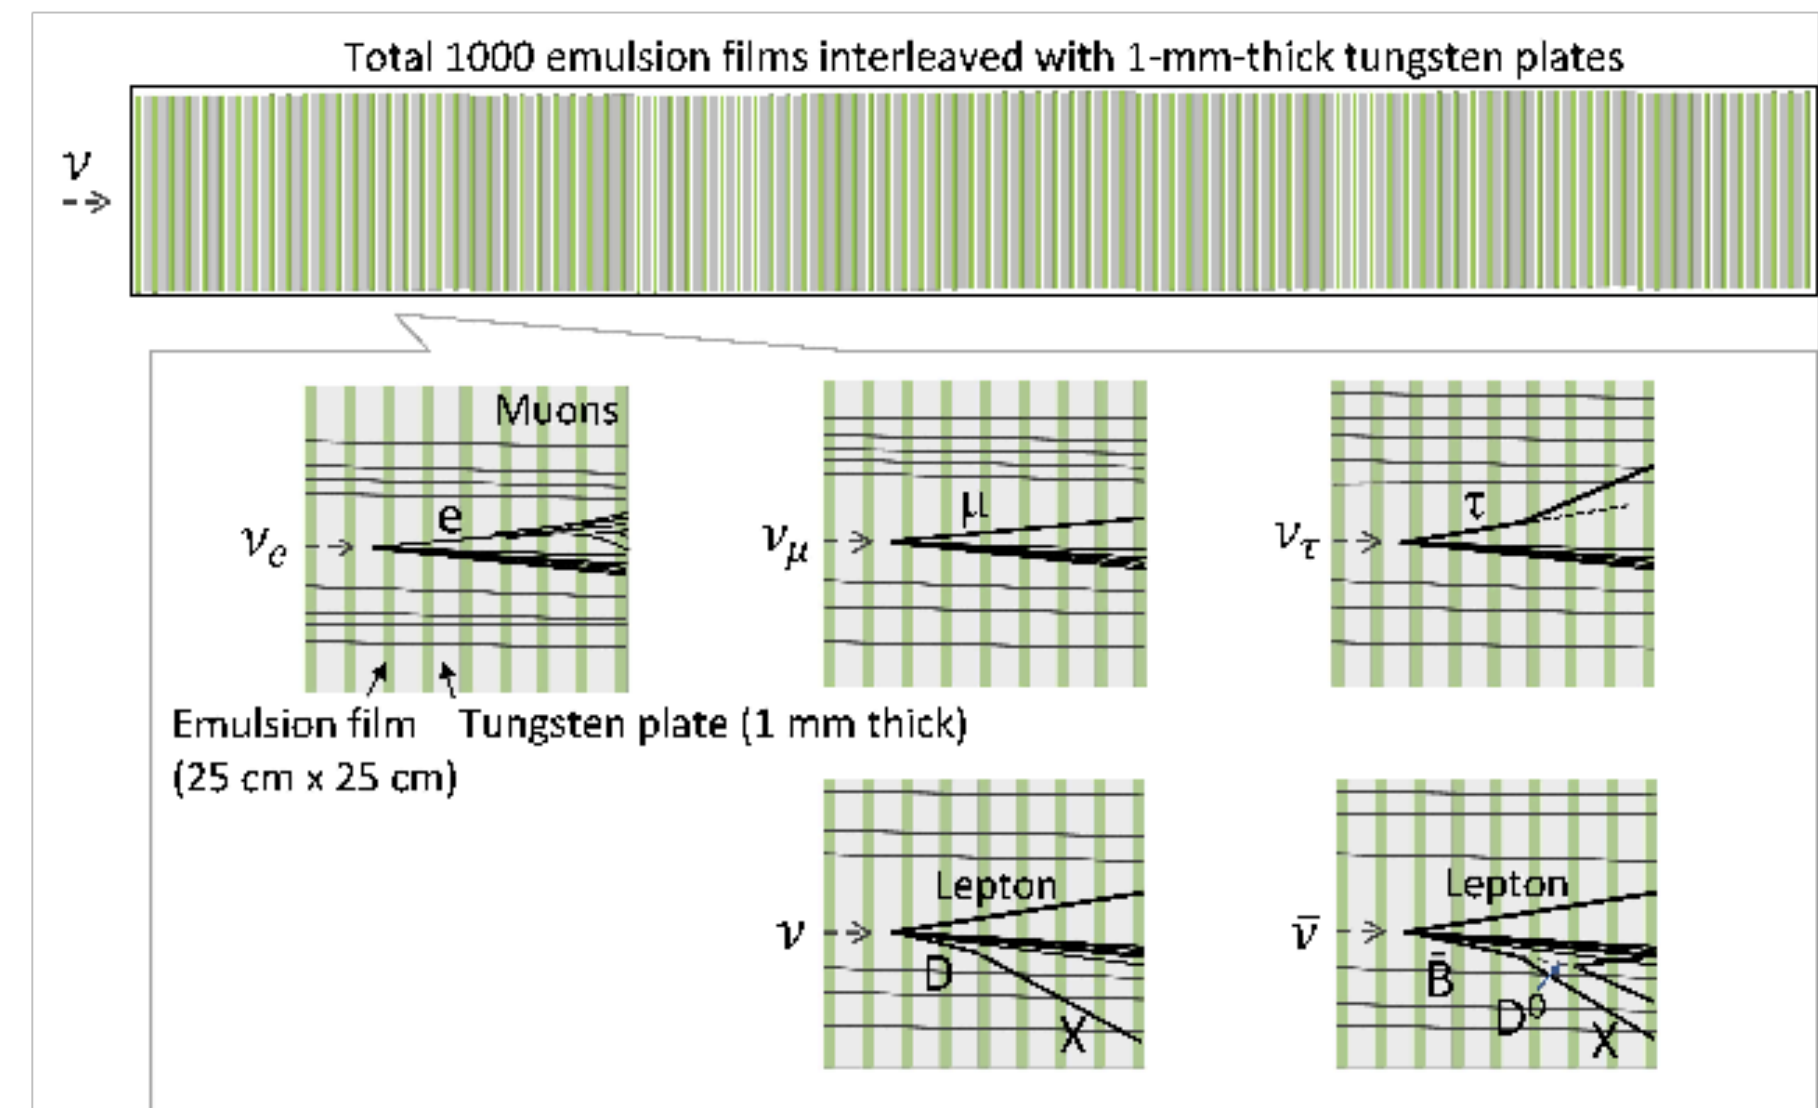 Total 1000 emulsion films interleaved with 1-mm-thick tungsten plates
ν
Muons
e
μ
τ
νe
νμ
ντ
Emulsion film
(25 cm x 25 cm)
Tungsten plate (1 mm thick)
Lepton
ν
D
X
Lepton
ν̄
B̄
D⁰
X